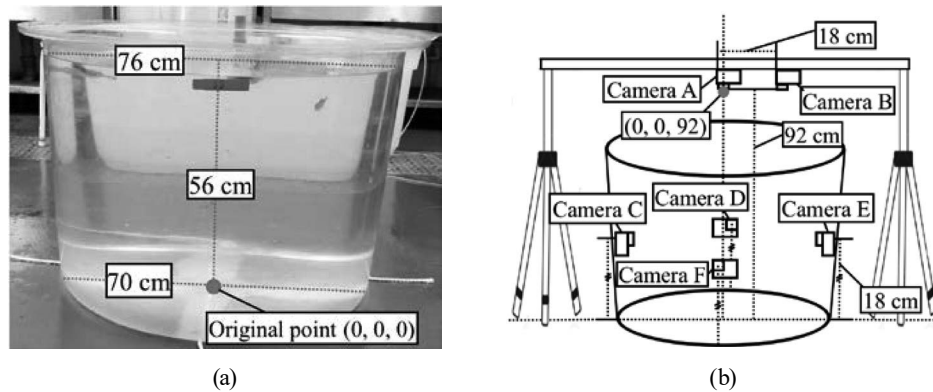 76 cm
56 cm
70 cm
Original point (0, 0, 0)
(a)
18 cm
Camera A
Camera B
(0, 0, 92)
92 cm
Camera D
Camera C
Camera E
Camera F
18 cm
(b)